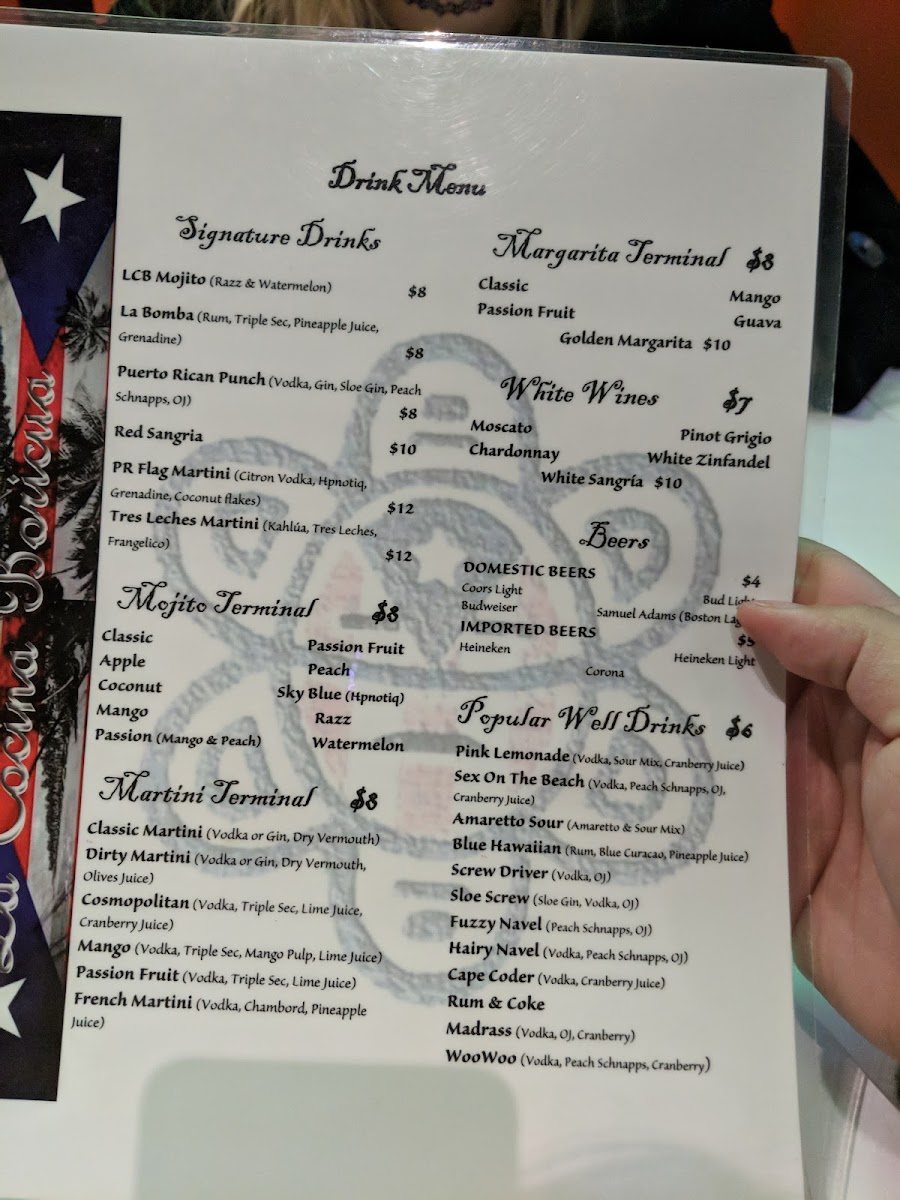 La Cocina Boricua
Drink Menu
Signature Drinks
LCB Mojito (Razz & Watermelon)
$8
La Bomba (Rum, Triple Sec, Pineapple Juice,
Grenadine)
$8
Puerto Rican Punch (Vodka, Gin, Sloe Gin, Peach
Schnapps, OJ)
$8
Red Sangria
$10
PR Flag Martini (Citron Vodka, Hpnotiq,
Grenadine, Coconut flakes)
$12
Tres Leches Martini (Kahlúa, Tres Leches,
Frangelico)
$12
Mojito Terminal $8
Classic Passion Fruit
Apple Peach
Coconut Sky Blue (Hpnotiq)
Mango Razz
Passion (Mango & Peach) Watermelon
Martini Terminal $8
Classic Martini (Vodka or Gin, Dry Vermouth)
Dirty Martini (Vodka or Gin, Dry Vermouth,
Olives Juice)
Cosmopolitan (Vodka, Triple Sec, Lime Juice,
Cranberry Juice)
Mango (Vodka, Triple Sec, Mango Pulp, Lime Juice)
Passion Fruit (Vodka, Triple Sec, Lime Juice)
French Martini (Vodka, Chambord, Pineapple
Juice)
Margarita Terminal $8
Classic Mango
Passion Fruit Guava
Golden Margarita $10
White Wines $7
Moscato Pinot Grigio
Chardonnay White Zinfandel
White Sangría $10
Beers
DOMESTIC BEERS $4
Coors Light Bud
Budweiser Samuel Adams (Boston
IMPORTED BEERS $5
Heineken Heineken Light
Corona
Popular Well Drinks $6
Pink Lemonade (Vodka, Sour Mix, Cranberry Juice)
Sex On The Beach (Vodka, Peach Schnapps, OJ,
Cranberry Juice)
Amaretto Sour (Amaretto & Sour Mix)
Blue Hawaiian (Rum, Blue Curacao, Pineapple Juice)
Screw Driver (Vodka, OJ)
Sloe Screw (Sloe Gin, Vodka, OJ)
Fuzzy Navel (Peach Schnapps, OJ)
Hairy Navel (Vodka, Peach Schnapps, OJ)
Cape Coder (Vodka, Cranberry Juice)
Rum & Coke
Madrass (Vodka, OJ, Cranberry)
WooWoo (Vodka, Peach Schnapps, Cranberry)